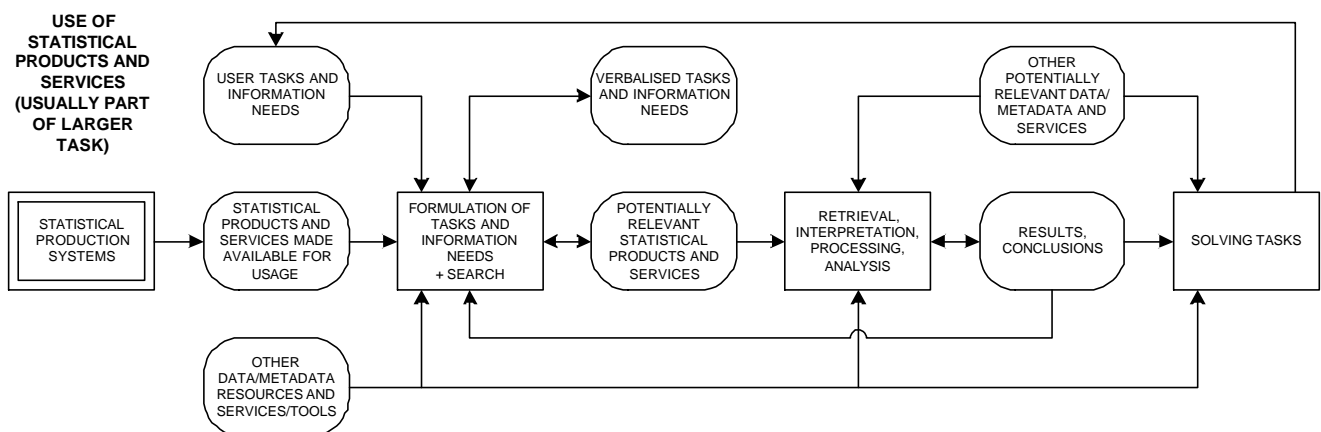 USE OF
STATISTICAL
PRODUCTS AND
SERVICES
(USUALLY PART
OF LARGER
TASK)
USER TASKS AND
INFORMATION
NEEDS
VERBALISED TASKS
AND INFORMATION
NEEDS
OTHER
POTENTIALLY
RELEVANT DATA/
METADATA AND
SERVICES
STATISTICAL
PRODUCTION
SYSTEMS
STATISTICAL
PRODUCTS AND
SERVICES MADE
AVAILABLE FOR
USAGE
FORMULATION OF
TASKS AND
INFORMATION
NEEDS
+ SEARCH
POTENTIALLY
RELEVANT
STATISTICAL
PRODUCTS AND
SERVICES
RETRIEVAL,
INTERPRETATION,
PROCESSING,
ANALYSIS
RESULTS,
CONCLUSIONS
SOLVING TASKS
OTHER
DATA/METADATA
RESOURCES AND
SERVICES/TOOLS